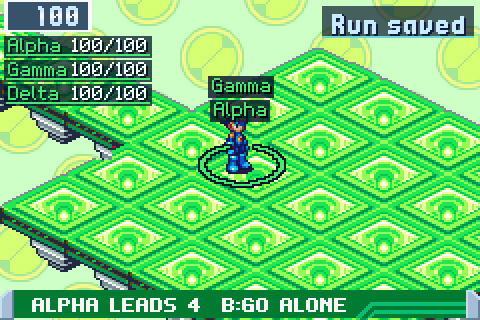 100
Run saved
Alpha 100/100
Gamma 100/100
Delta 100/100
Gamma
Alpha
ALPHA LEADS 4 B:GO ALONE